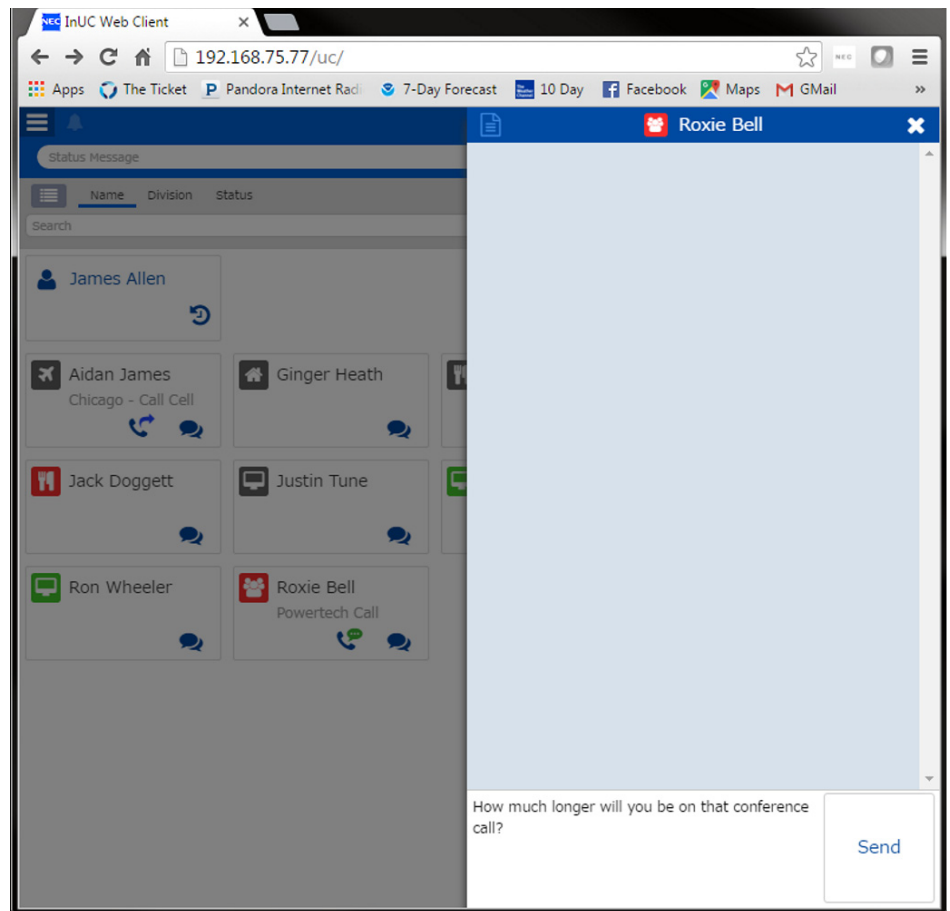 NEC InUC Web Client
192.168.75.77/uc/
NEC
Apps The Ticket P Pandora Internet Radi 7-Day Forecast 10 Day Facebook Maps GMail »
Roxie Bell
Status Message
Name Division Status
Search
James Allen
Aidan James Ginger Heath
Chicago - Call Cell
Jack Doggett Justin Tune
Ron Wheeler Roxie Bell
Powertech Call
How much longer will you be on that conference
call?
Send